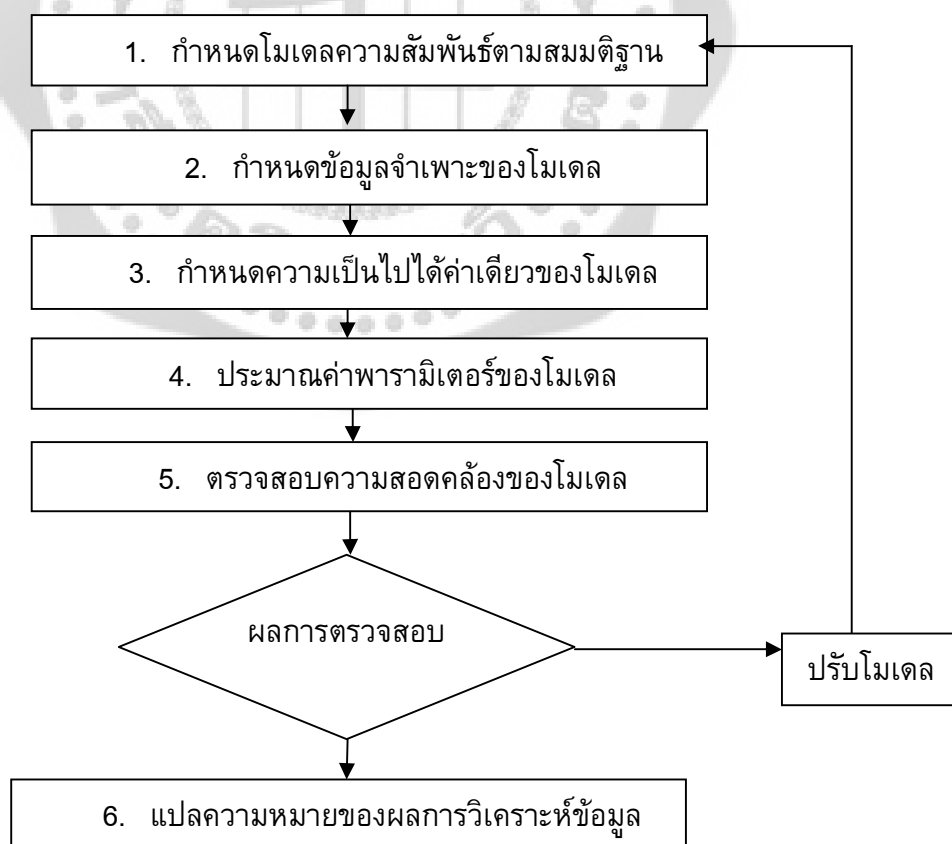 1. กำหนดโมเดลความสัมพันธ์ตามสมมติฐาน
2. กำหนดข้อมูลจำเพาะของโมเดล
3. กำหนดความเป็นไปได้ค่าเดียวของโมเดล
4. ประมาณค่าพารามิเตอร์ของโมเดล
5. ตรวจสอบความสอดคล้องของโมเดล
ผลการตรวจสอบ
ปรับโมเดล
6. แปลความหมายของผลการวิเคราะห์ข้อมูล